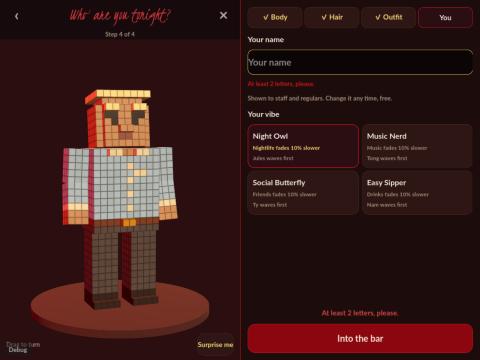 ‹
Who are you tonight?
✕
Step 4 of 4
Drag to turn
Debug
Surprise me
✓ Body
✓ Hair
✓ Outfit
You
Your name
Your name
At least 2 letters, please.
Shown to staff and regulars. Change it any time, free.
Your vibe
Night Owl
Nightlife fades 10% slower
Jules waves first
Music Nerd
Music fades 10% slower
Tong waves first
Social Butterfly
Friends fades 10% slower
Ty waves first
Easy Sipper
Drinks fades 10% slower
Nam waves first
At least 2 letters, please.
Into the bar